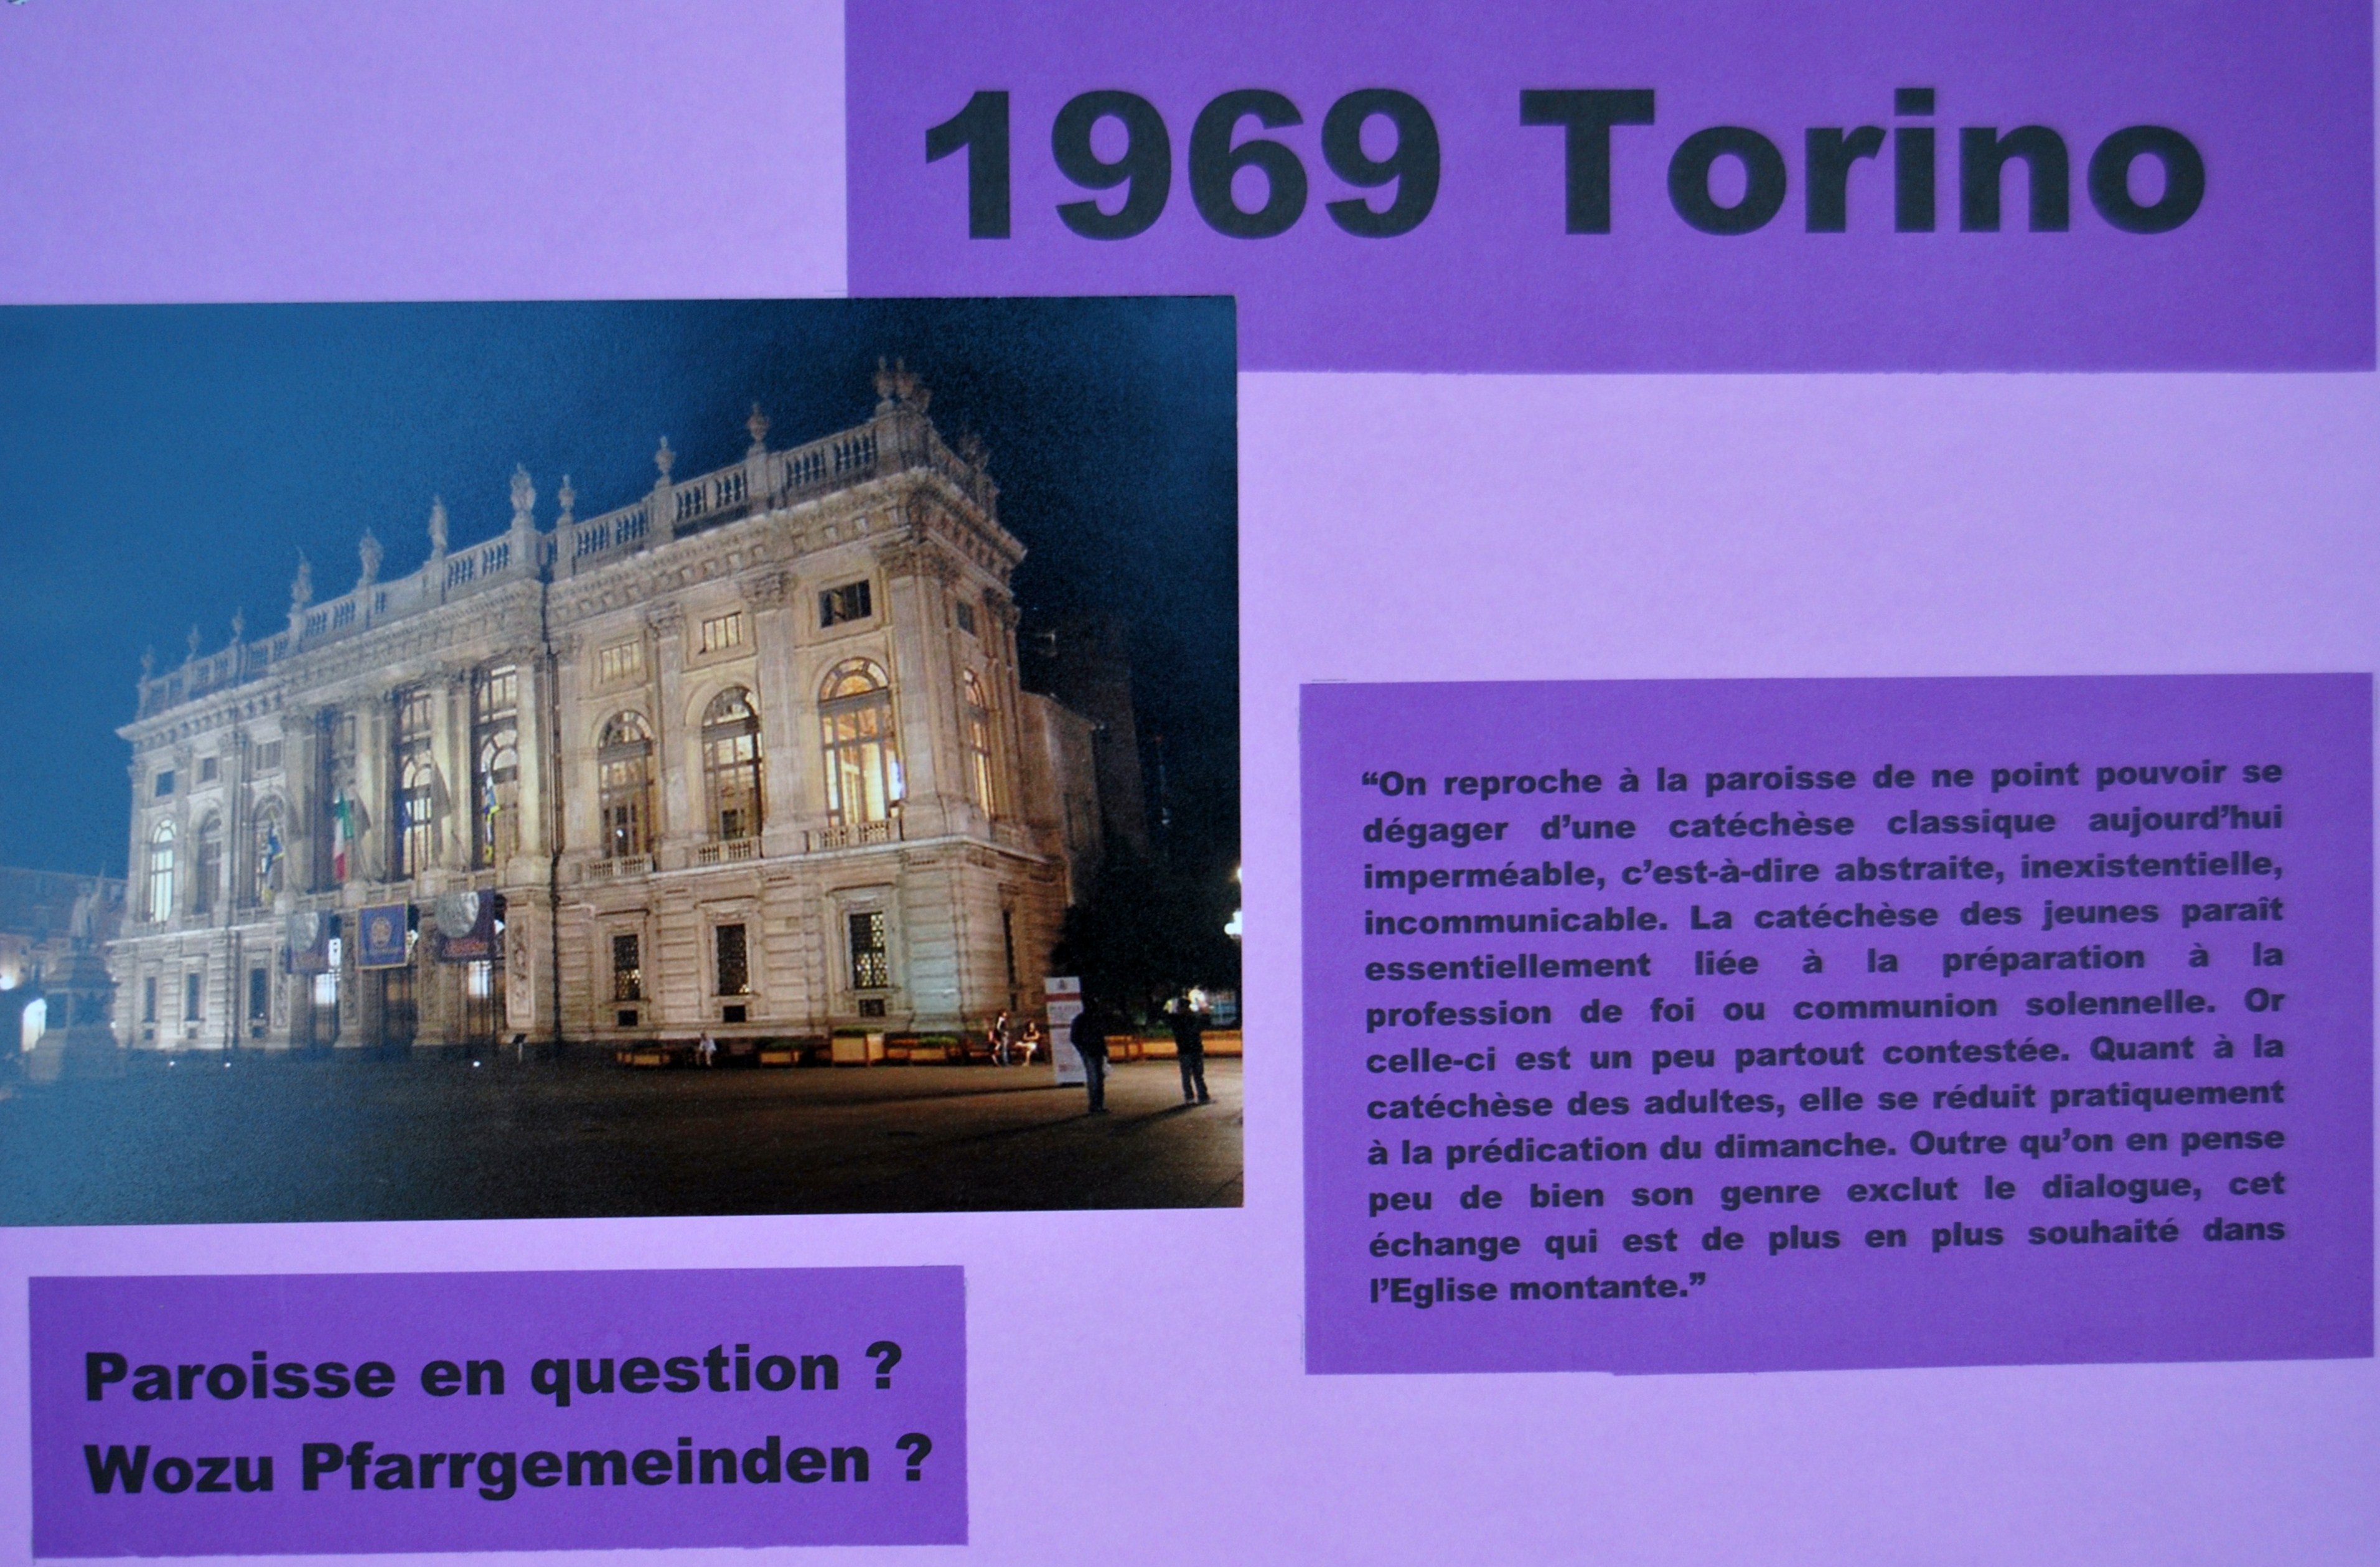 1969 Torino
“On reproche à la paroisse de ne point pouvoir se
dégager d’une catéchèse classique aujourd’hui
imperméable, c’est-à-dire abstraite, inexistentielle,
incommunicable. La catéchèse des jeunes paraît
essentiellement liée à la préparation à la
profession de foi ou communion solennelle. Or
celle-ci est un peu partout contestée. Quant à la
catéchèse des adultes, elle se réduit pratiquement
à la prédication du dimanche. Outre qu’on en pense
peu de bien son genre exclut le dialogue, cet
échange qui est de plus en plus souhaité dans
l’Eglise montante.”
Paroisse en question ?
Wozu Pfarrgemeinden ?